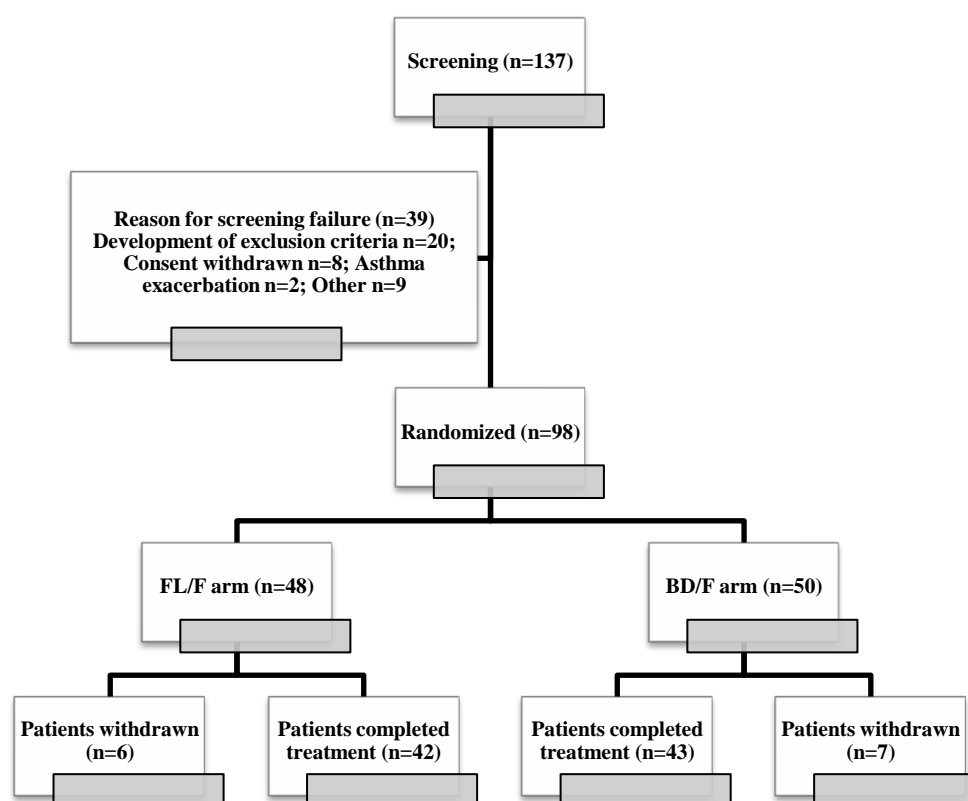 Screening (n=137)
Reason for screening failure (n=39)
Development of exclusion criteria n=20;
Consent withdrawn n=8; Asthma
exacerbation n=2; Other n=9
Randomized (n=98)
FL/F arm (n=48)
BD/F arm (n=50)
Patients withdrawn
(n=6)
Patients completed
treatment (n=42)
Patients completed
treatment (n=43)
Patients withdrawn
(n=7)